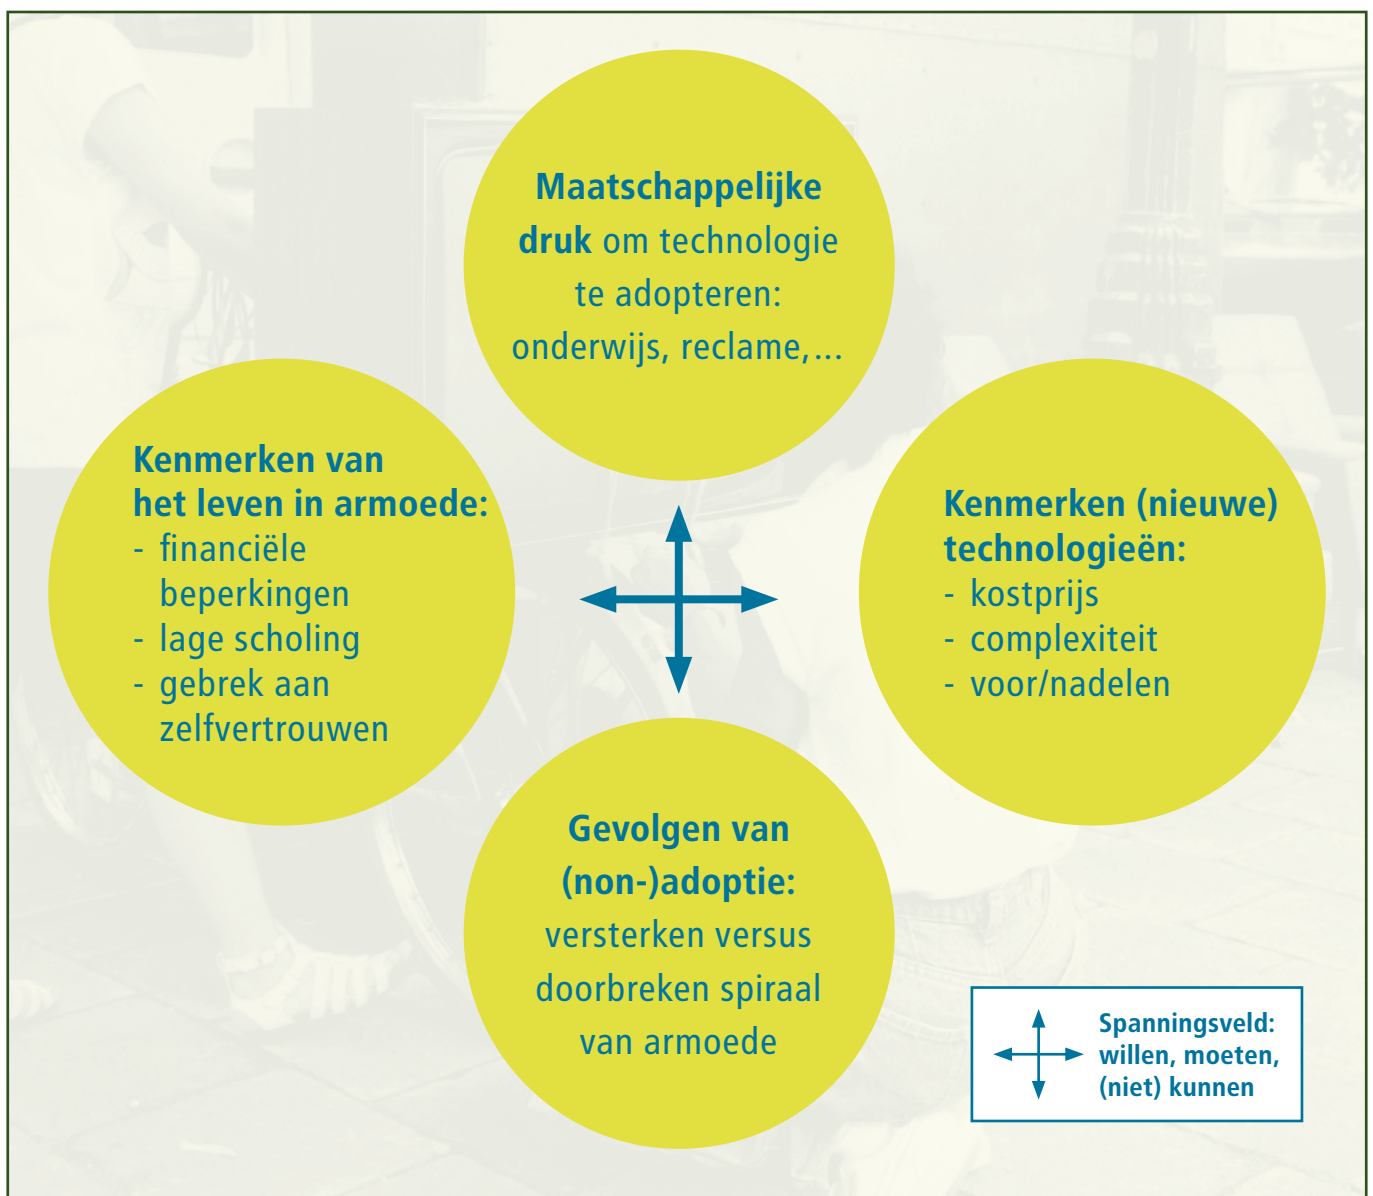 Maatschappelijke
druk om technologie
te adopteren:
onderwijs, reclame,...
Kenmerken van
het leven in armoede:
- financiële
beperkingen
- lage scholing
- gebrek aan
zelfvertrouwen
Kenmerken (nieuwe)
technologieën:
- kostprijs
- complexiteit
- voor/nadelen
Gevolgen van
(non-)adoptie:
versterken versus
doorbreken spiraal
van armoede
Spanningsveld:
willen, moeten,
(niet) kunnen